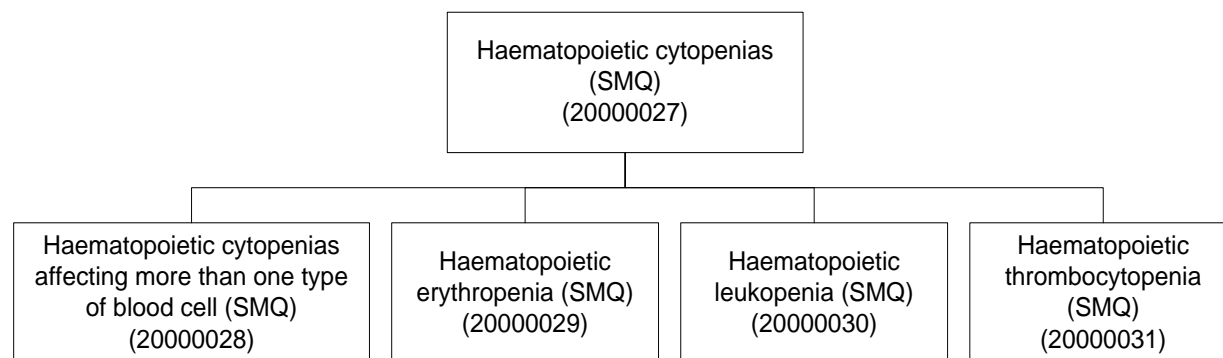 Haematopoietic cytopenias
(SMQ)
(20000027)
Haematopoietic cytopenias
affecting more than one type
of blood cell (SMQ)
(20000028)
Haematopoietic
erythropenia (SMQ)
(20000029)
Haematopoietic
leukopenia (SMQ)
(20000030)
Haematopoietic
thrombocytopenia
(SMQ)
(20000031)